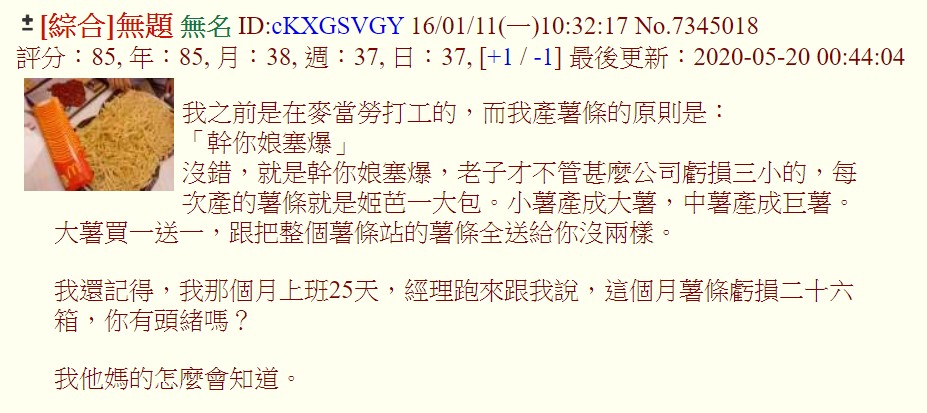 [綜合]無題 無名 ID:cKXGSVGY 16/01/11(一)10:32:17 No.7345018
評分：85, 年：85, 月：38, 週：37, 日：37, [+1 / -1] 最後更新：2020-05-20 00:44:04
我之前是在麥當勞打工的，而我產薯條的原則是：
「幹你娘塞爆」
沒錯，就是幹你娘塞爆，老子才不管甚麼公司虧損三小的，每
次產的薯條就是姬芭一大包。小薯產成大薯，中薯產成巨薯。
大薯買一送一，跟把整個薯條站的薯條全送給你沒兩樣。
我還記得，我那個月上班25天，經理跑來跟我說，這個月薯條虧損二十六
箱，你有頭緒嗎？
我他媽的怎麼會知道。